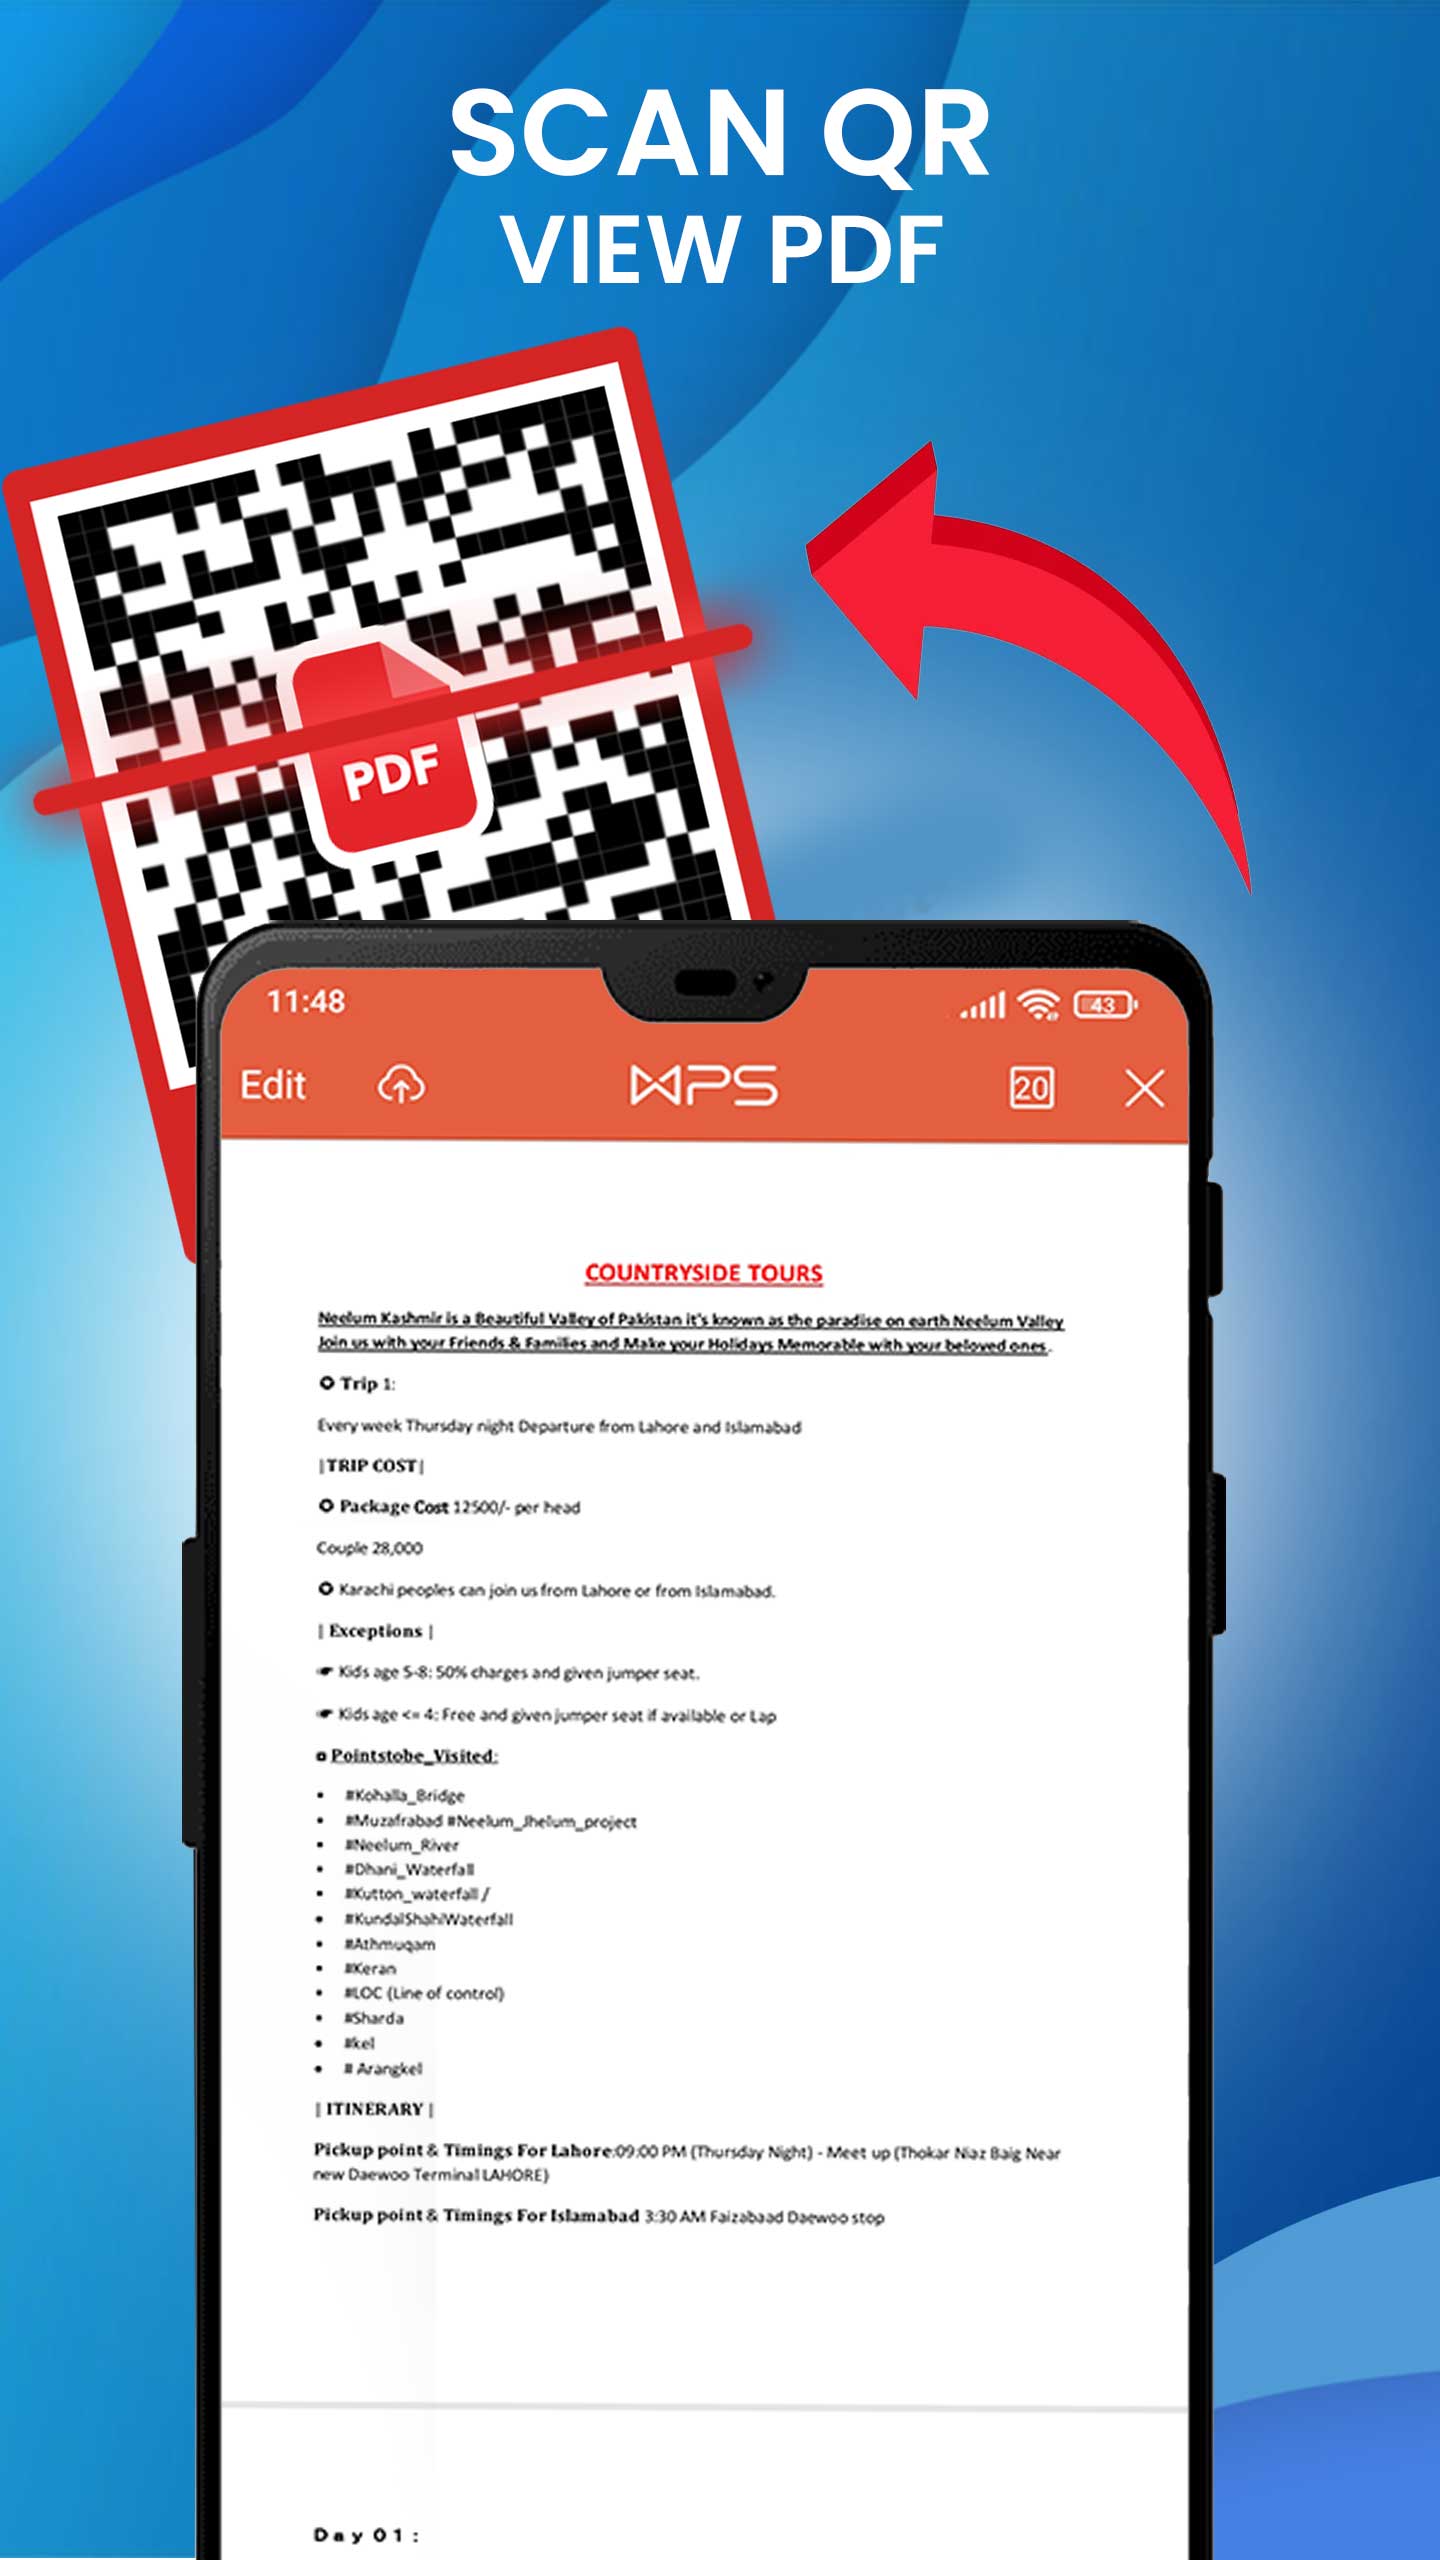 SCAN QR
VIEW PDF
PDF
11:48
43
Edit
WPS
20
COUNTRYSIDE TOURS
Neelum Kashmir is a Beautiful Valley of Pakistan it's known as the paradise on earth Neelum Valley
Join us with your Friends & Families and Make your Holidays Memorable with your beloved ones.
✪ Trip 1:
Every week Thursday night Departure from Lahore and Islamabad
|TRIP COST|
✪ Package Cost 12500/- per head
Couple 28,000
✪ Karachi peoples can join us from Lahore or from Islamabad.
| Exceptions |
☛ Kids age 5-8: 50% charges and given jumper seat.
☛ Kids age <= 4: Free and given jumper seat if available or Lap
Pointstobe_Visited:
• #Kohalla_Bridge
• #Muzafrabad #Neelum_Jhelum_project
• #Neelum_River
• #Dhani_Waterfall
• #Kutton_waterfall /
• #KundalShahiWaterfall
• #Athmuqam
• #Keran
• #LOC (Line of control)
• #Sharda
• #kel
• # Arangkel
| ITINERARY |
Pickup point & Timings For Lahore:09:00 PM (Thursday Night) - Meet up (Thokar Niaz Baig Near
new Daewoo Terminal LAHORE)
Pickup point & Timings For Islamabad 3:30 AM Faizabaad Daewoo stop
Day 01: